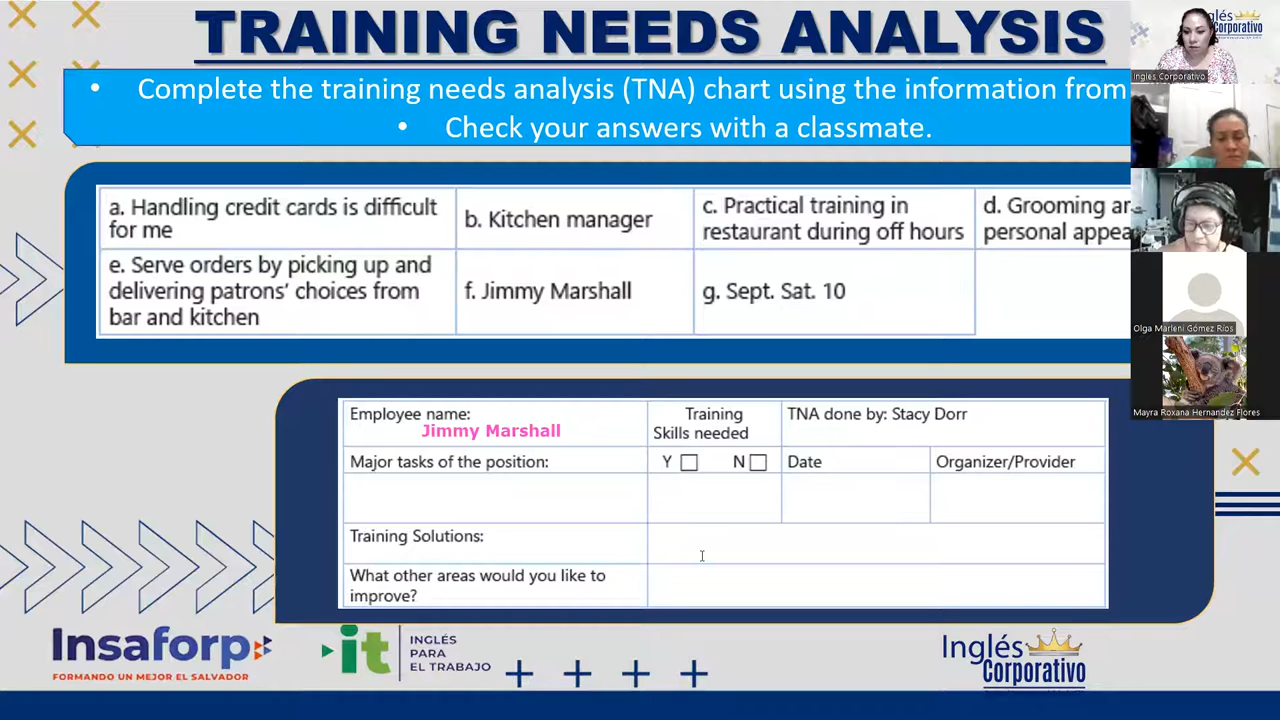 TRAINING NEEDS ANALYSIS
• Complete the training needs analysis (TNA) chart using the information from
• Check your answers with a classmate.
a. Handling credit cards is difficult
for me
b. Kitchen manager
c. Practical training in
restaurant during off hours
d. Grooming
personal
e. Serve orders by picking up and
delivering patrons' choices from
bar and kitchen
f. Jimmy Marshall
g. Sept. Sat. 10
Employee name:
Jimmy Marshall
Training
Skills needed
TNA done by: Stacy Dorr
Major tasks of the position:
Y N
Date
Organizer/Provider
Training Solutions:
What other areas would you like to
improve?
Insaforp
FORMANDO UN MEJOR EL SALVADOR
it
INGLÉS
PARA
EL TRABAJO
Inglés
Corporativo
Corporativo
Ingles Corporativo
Olga Marleni Gómez Ríos
Mayra Roxana Hernandez Flores